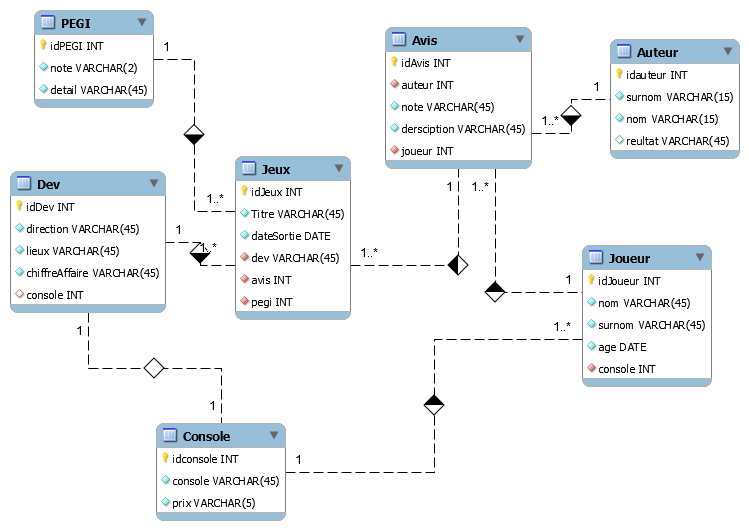 PEGI
idPEGI INT
note VARCHAR(2)
detail VARCHAR(45)
1
1..*
Avis
idAvis INT
auteur INT
note VARCHAR(45)
dersciption VARCHAR(45)
joueur INT
1
1..*
1..*
1
Auteur
idauteur INT
surnom VARCHAR(15)
nom VARCHAR(15)
reultat VARCHAR(45)
Dev
idDev INT
direction VARCHAR(45)
lieux VARCHAR(45)
chiffreAffaire VARCHAR(45)
console INT
1
1..*
1
1
Jeux
idJeux INT
Titre VARCHAR(45)
dateSortie DATE
dev VARCHAR(45)
avis INT
pegi INT
1..*
Joueur
idJoueur INT
nom VARCHAR(45)
surnom VARCHAR(45)
age DATE
console INT
1
1..*
Console
idconsole INT
console VARCHAR(45)
prix VARCHAR(5)
1